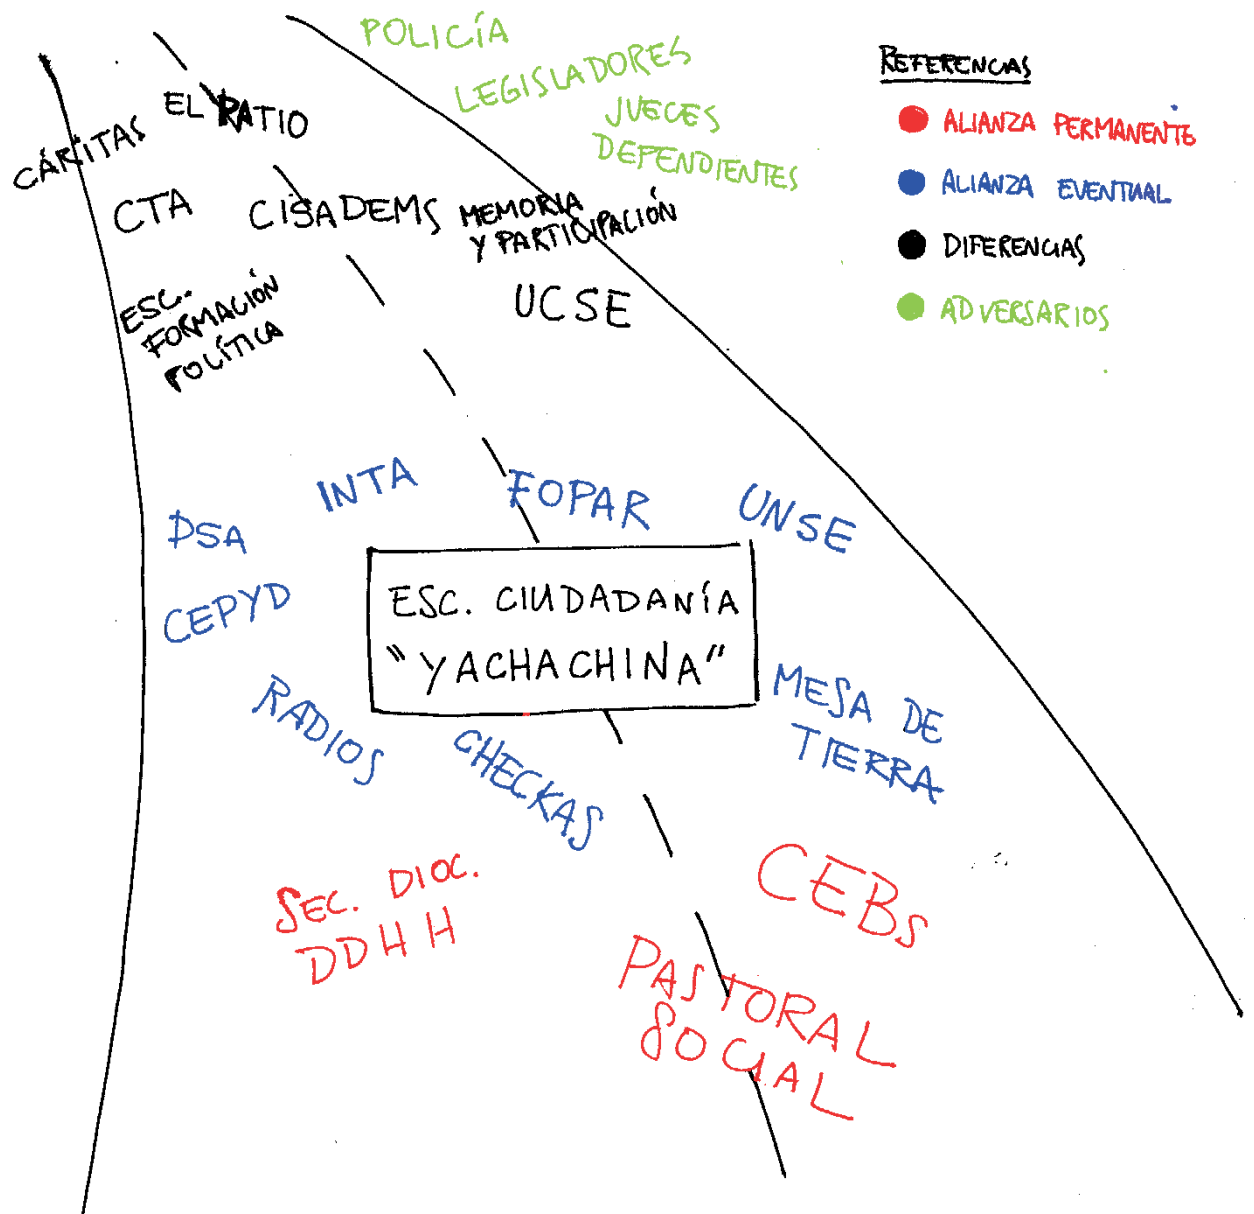 POLICÍA
LEGISLADORES
JUECES
DEPENDIENTES
REFERENCIAS
ALIANZA PERMANENTE
ALIANZA EVENTUAL
DIFERENCIAS
ADVERSARIOS
CÁRITAS
EL PATIO
CTA
CISADEMS
MEMORIA
Y PARTICIPACIÓN
ESC.
FORMACIÓN
POLÍTICA
UCSE
INTA
FOPAR
UNSE
DSA
CEPYD
ESC. CIUDADANÍA
"YACHACHINA"
RADIOS
CHECKAS
MESA DE
TIERRA
SEC. DIOC.
DDHH
CEBs
PASTORAL
SOCIAL